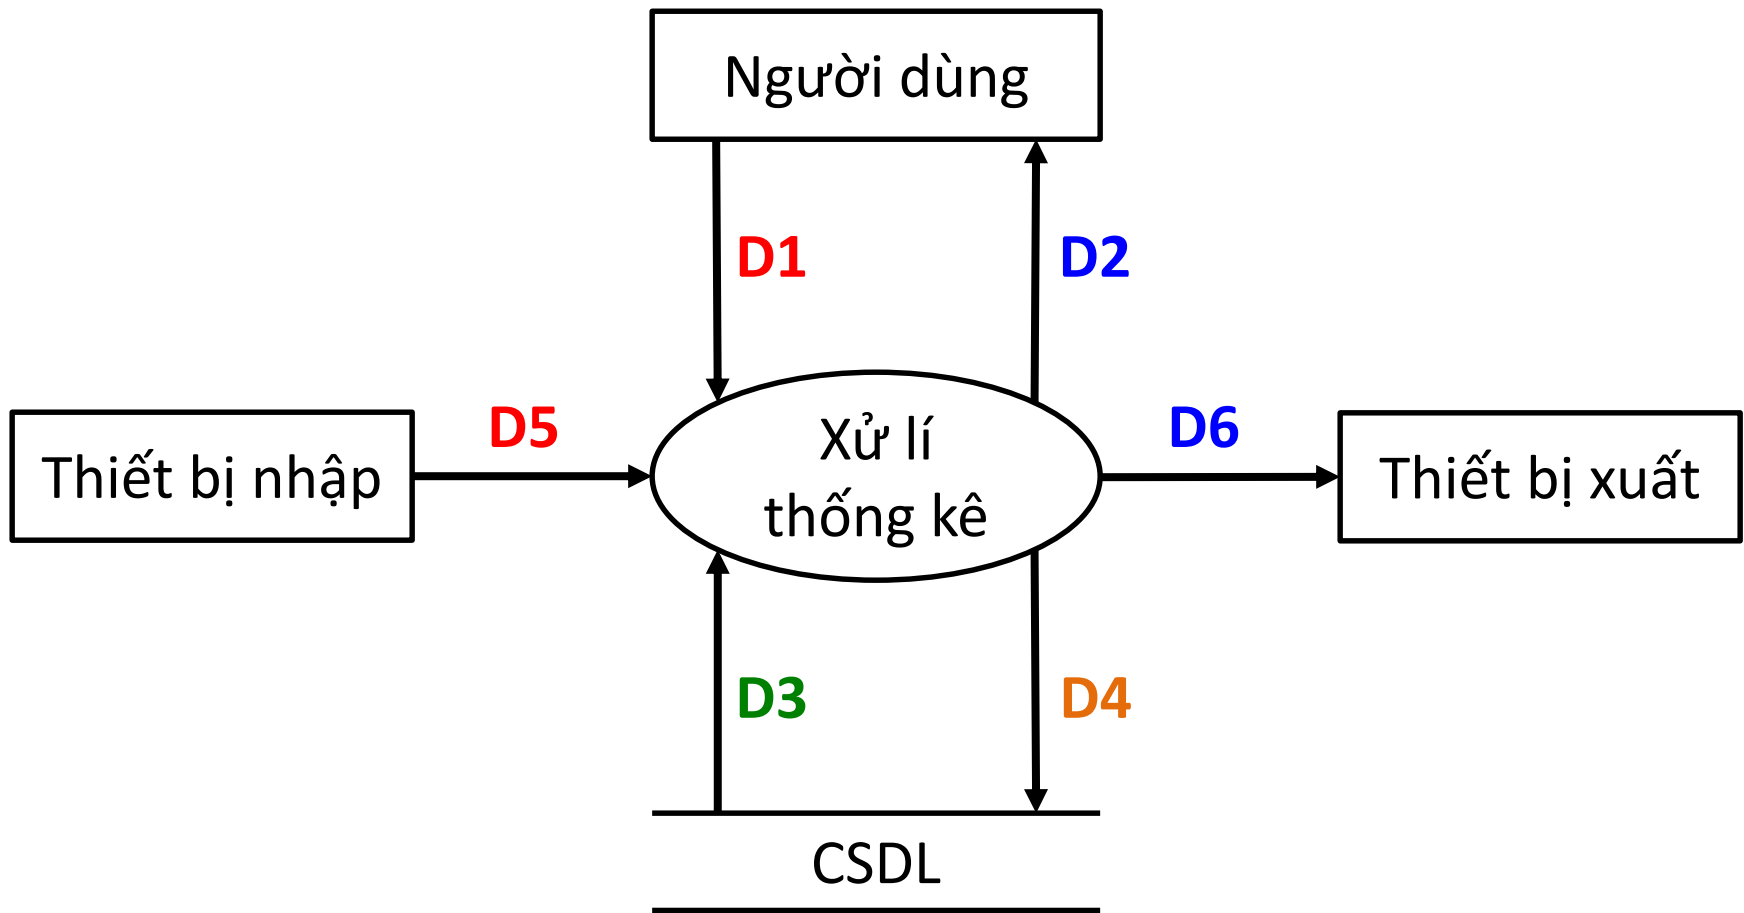 Người dùng
D1
D2
D5
D6
Thiết bị nhập
Xử lí
thống kê
Thiết bị xuất
D3
D4
CSDL